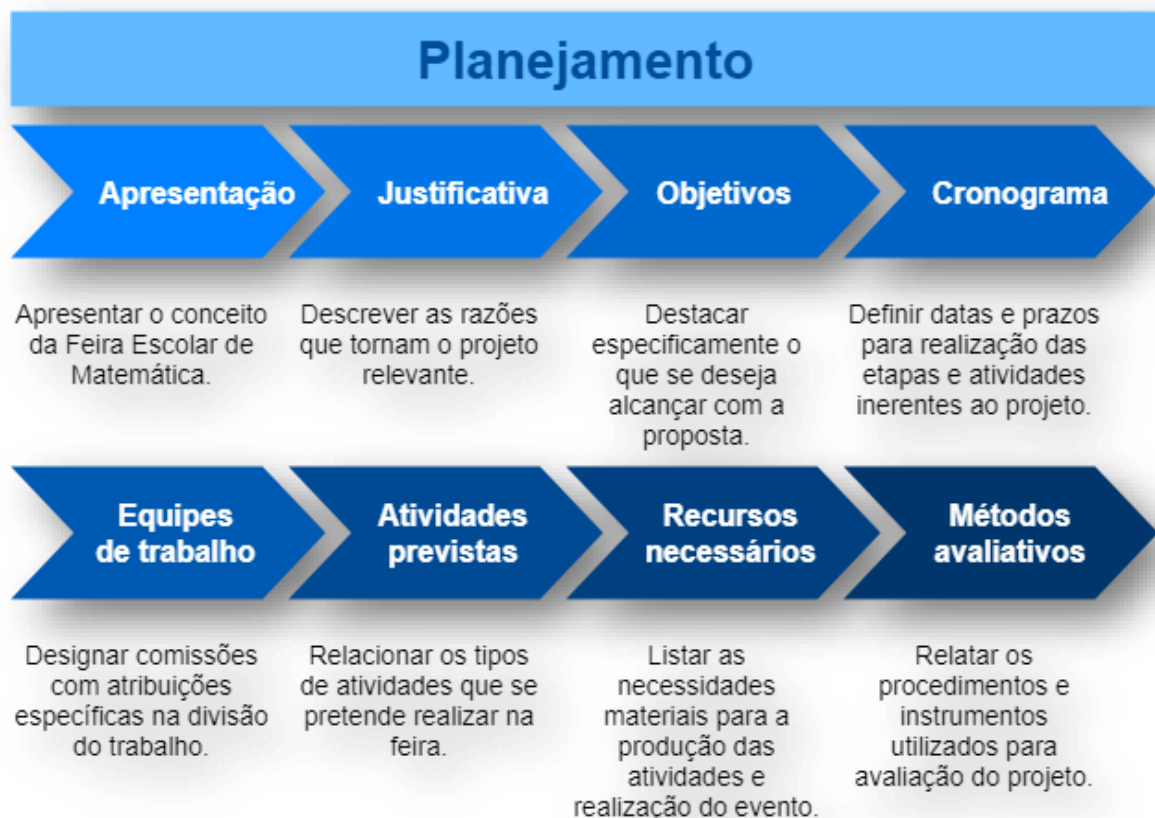 Planejamento
Apresentação
Justificativa
Objetivos
Cronograma
Apresentar o conceito
da Feira Escolar de
Matemática.
Descrever as razões
que tornam o projeto
relevante.
Destacar
especificamente o
que se deseja
alcançar com a
proposta.
Definir datas e prazos
para realização das
etapas e atividades
inerentes ao projeto.
Equipes
de trabalho
Atividades
previstas
Recursos
necessários
Métodos
avaliativos
Designar comissões
com atribuições
específicas na divisão
do trabalho.
Relacionar os tipos
de atividades que se
pretende realizar na
feira.
Listar as
necessidades
materiais para a
produção das
atividades e
realização do evento.
Relatar os
procedimentos e
instrumentos
utilizados para
avaliação do projeto.